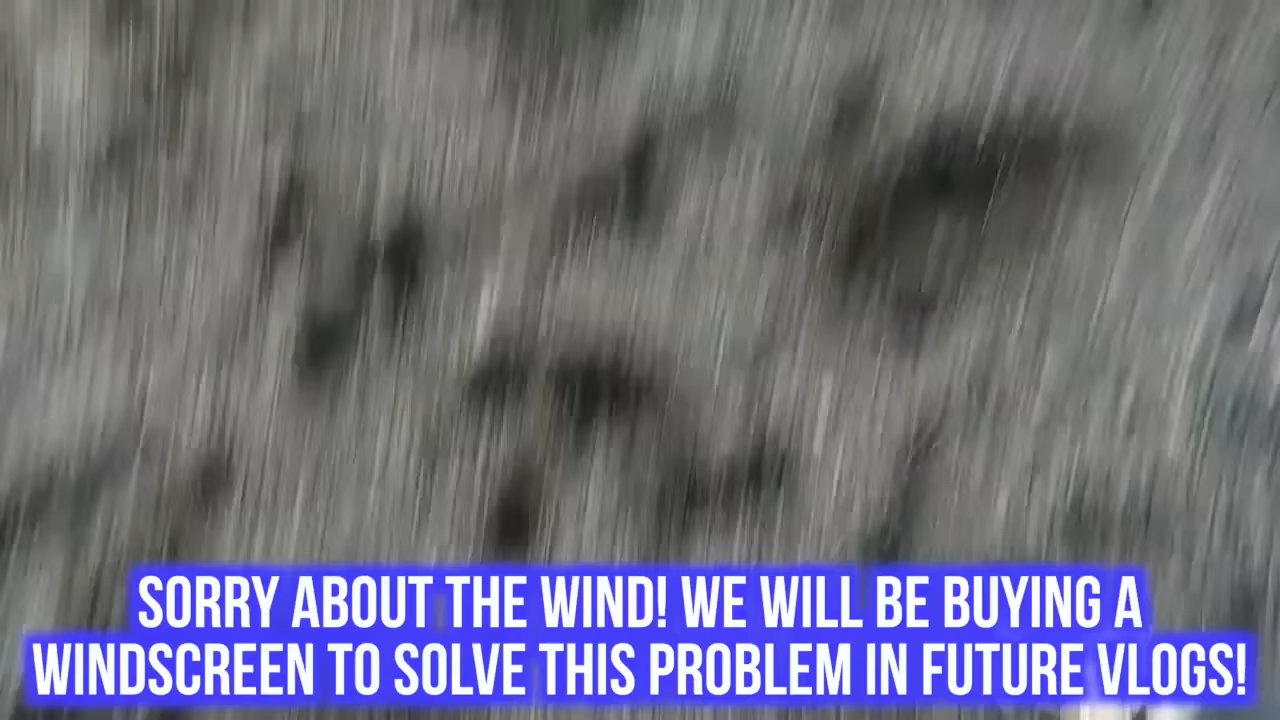 SORRY ABOUT THE WIND! WE WILL BE BUYING A
WINDSCREEN TO SOLVE THIS PROBLEM IN FUTURE VLOGS!